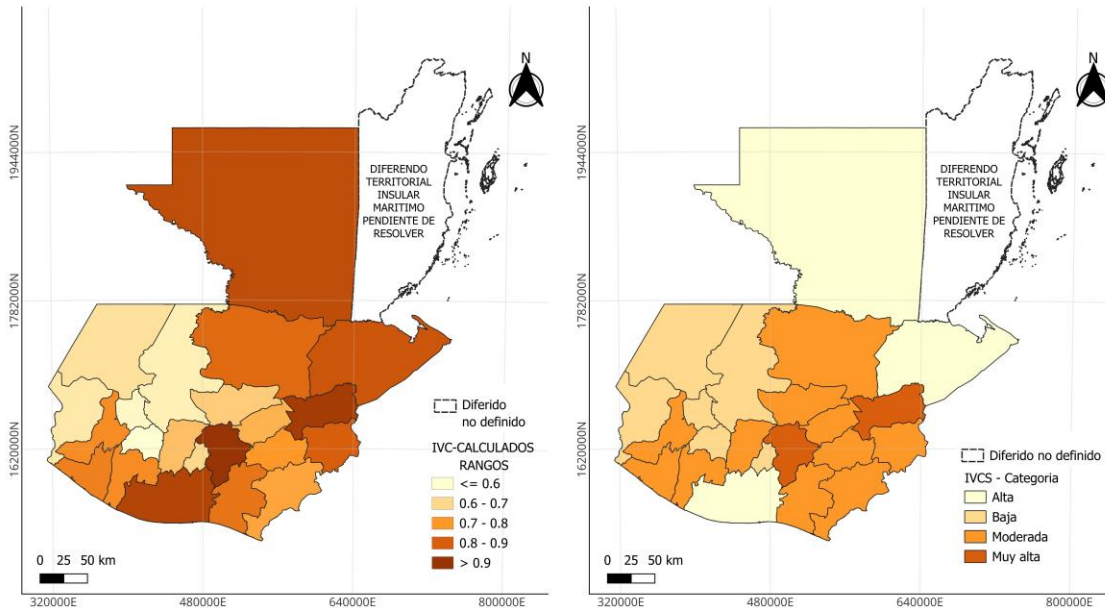 N
1944000N
1782000N
1620000N
DIFERENDO
TERRITORIAL
INSULAR
MARITIMO
PENDIENTE DE
RESOLVER
Diferido
no definido
IVC-CALCULADOS
RANGOS
<= 0.6
0.6 - 0.7
0.7 - 0.8
0.8 - 0.9
> 0.9
0 25 50 km
320000E 480000E 640000E 800000E
N
1944000N
1782000N
1620000N
DIFERENDO
TERRITORIAL
INSULAR
MARITIMO
PENDIENTE DE
RESOLVER
Diferido no definido
IVCS - Categoria
Alta
Baja
Moderada
Muy alta
0 25 50 km
320000E 480000E 640000E 800000E